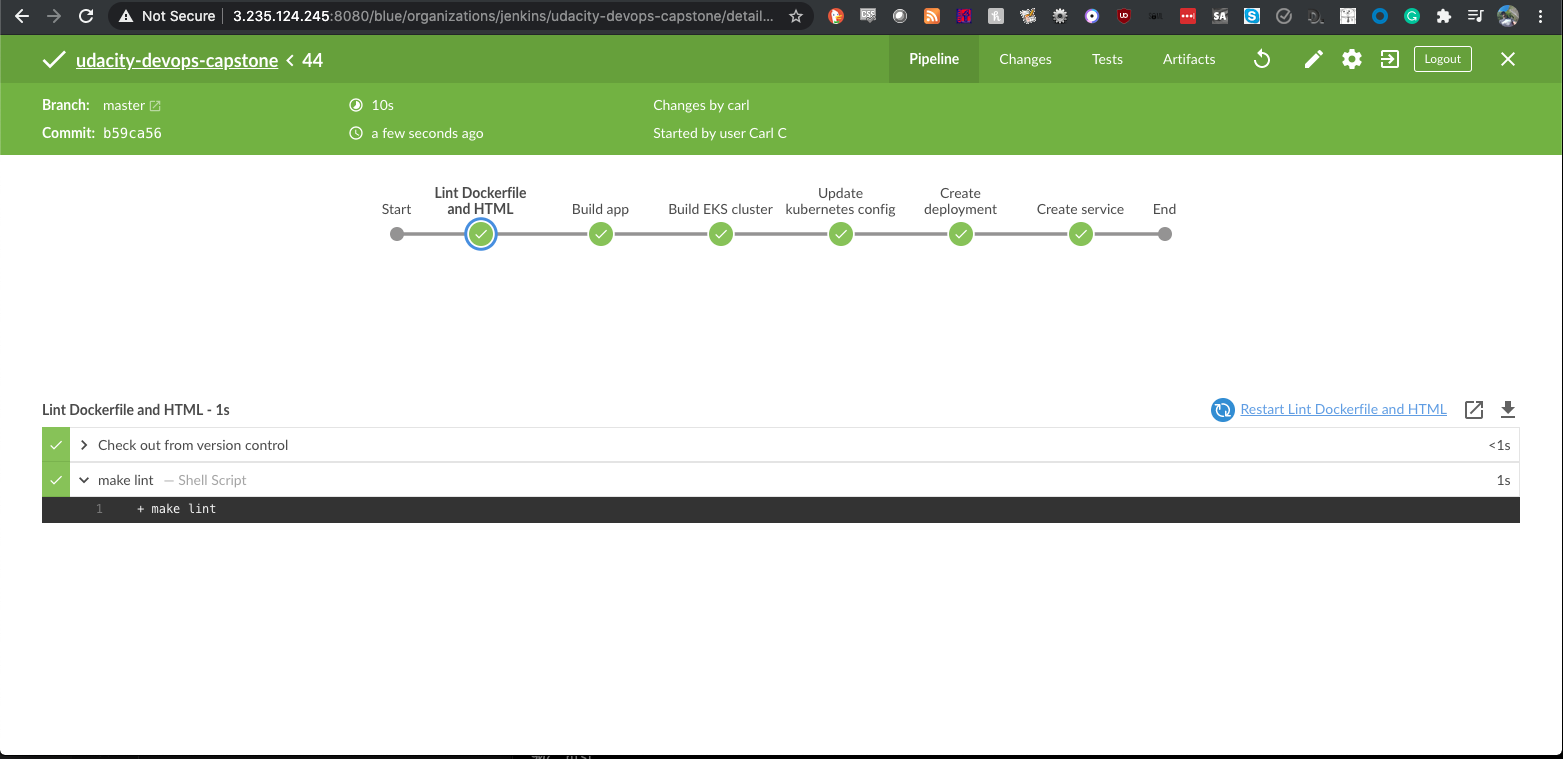 Not Secure 3.235.124.245:8080/blue/organizations/jenkins/udacity-devops-capstone/detail...
udacity-devops-capstone < 44
Pipeline Changes Tests Artifacts Logout
Branch: master 10s Changes by carl
Commit: b59ca56 a few seconds ago Started by user Carl C
Start
Lint Dockerfile
and HTML
Build app
Build EKS cluster
Update
kubernetes config
Create
deployment
Create service
End
Lint Dockerfile and HTML - 1s
Restart Lint Dockerfile and HTML
Check out from version control <1s
make lint — Shell Script 1s
1 + make lint